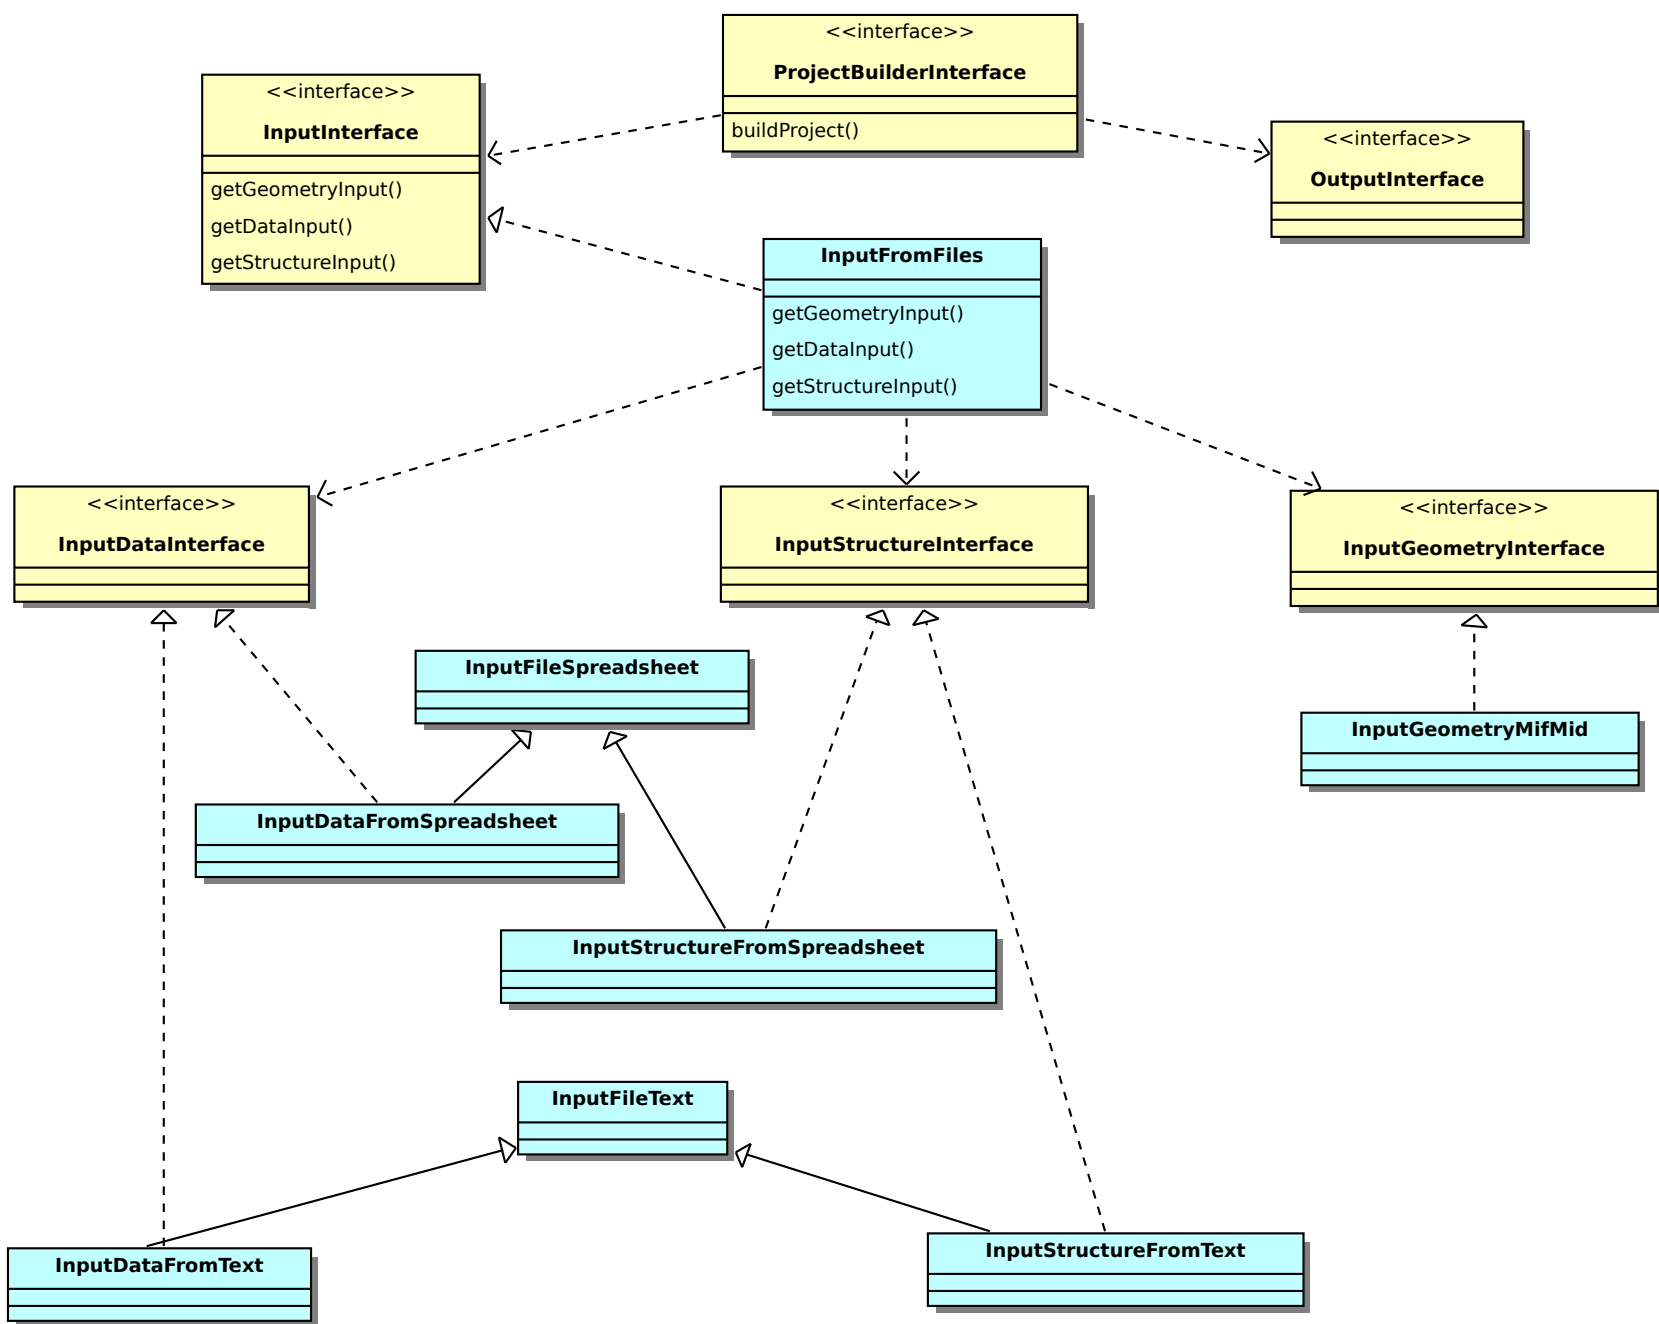 <<interface>>
ProjectBuilderInterface
buildProject()
<<interface>>
InputInterface
getGeometryInput()
getDataInput()
getStructureInput()
<<interface>>
OutputInterface
InputFromFiles
getGeometryInput()
getDataInput()
getStructureInput()
<<interface>>
InputDataInterface
<<interface>>
InputStructureInterface
<<interface>>
InputGeometryInterface
InputFileSpreadsheet
InputGeometryMifMid
InputDataFromSpreadsheet
InputStructureFromSpreadsheet
InputFileText
InputDataFromText
InputStructureFromText